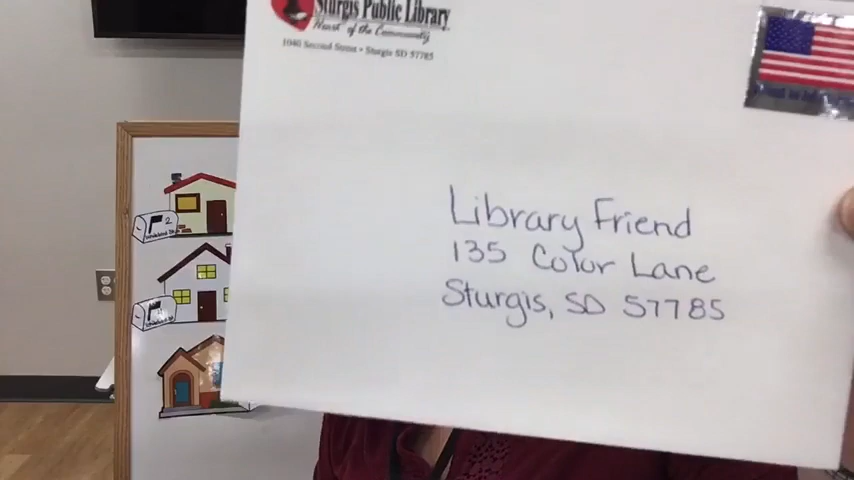 Sturgis Public Library
Heart of the Community
1040 Second Street • Sturgis SD 57785
Library Friend
135 Color Lane
Sturgis, SD 57785
2